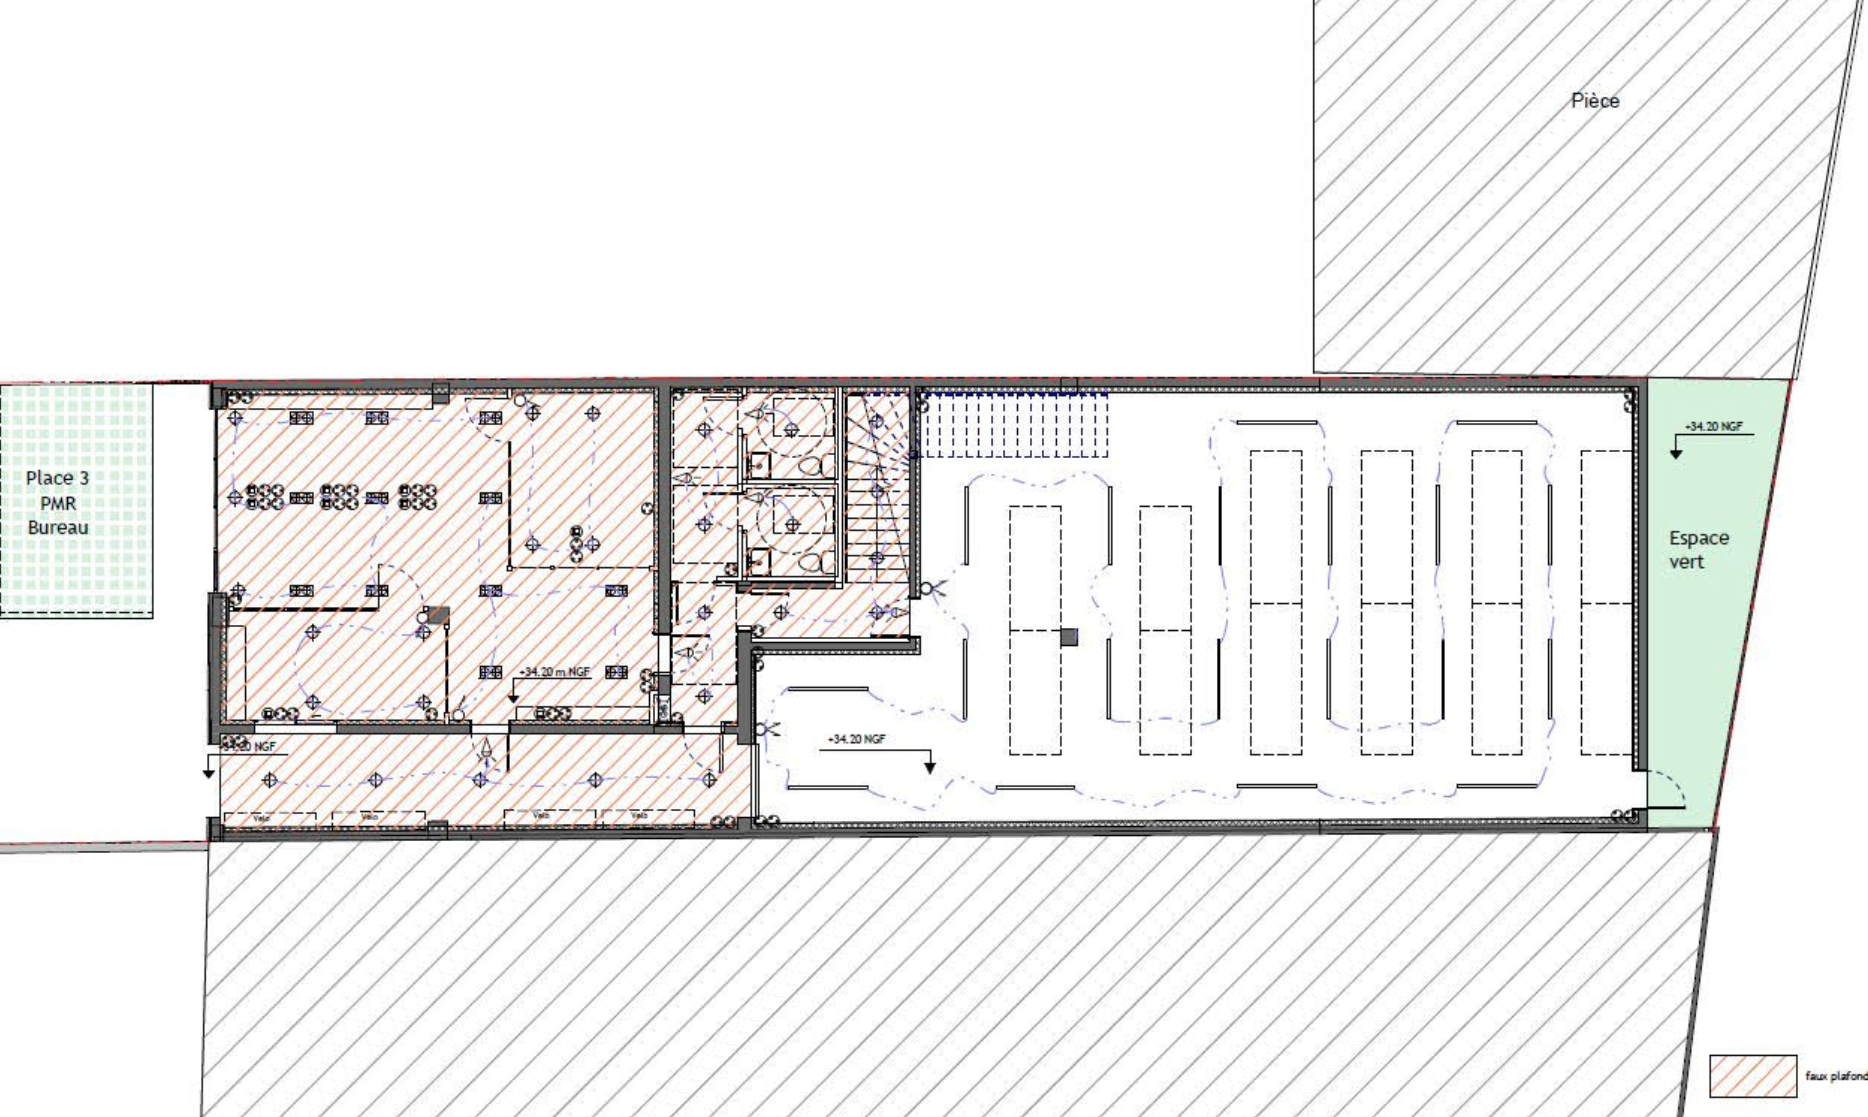 Pièce
+34.20 NGF
Place 3
PMR
Bureau
Espace
vert
+34.20 m NGF
+34.20 NGF
+34.20 NGF
Velo
Velo
Velo
Velo
faux plafond